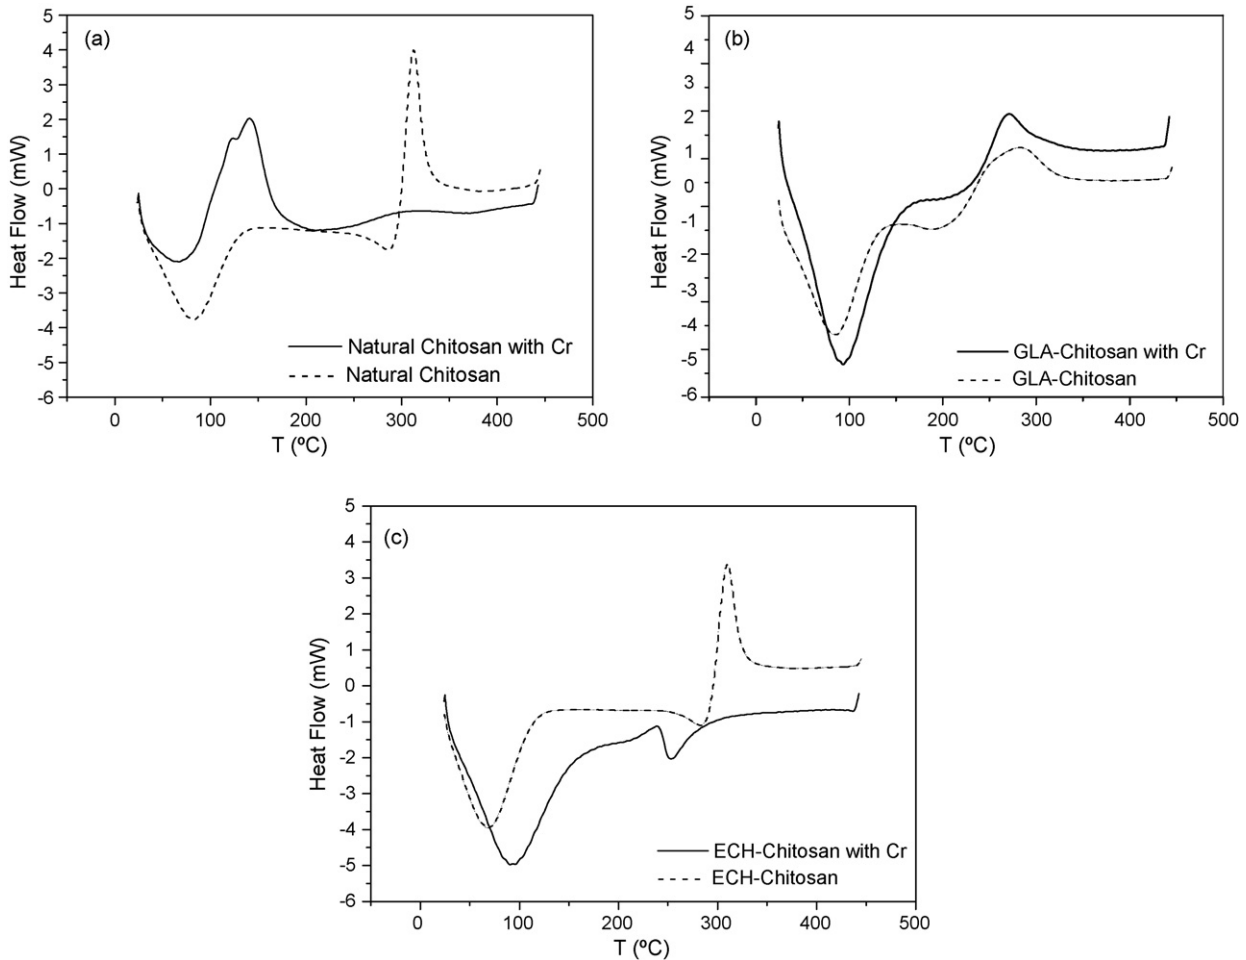 (a)
5
4
3
2
1
0
-1
-2
-3
-4
-5
-6
Heat Flow (mW)
Natural Chitosan with Cr
Natural Chitosan
0 100 200 300 400 500
T (ºC)
(b)
5
4
3
2
1
0
-1
-2
-3
-4
-5
-6
Heat Flow (mW)
GLA-Chitosan with Cr
GLA-Chitosan
0 100 200 300 400 500
T (ºC)
(c)
5
4
3
2
1
0
-1
-2
-3
-4
-5
-6
Heat Flow (mW)
ECH-Chitosan with Cr
ECH-Chitosan
0 100 200 300 400 500
T (ºC)